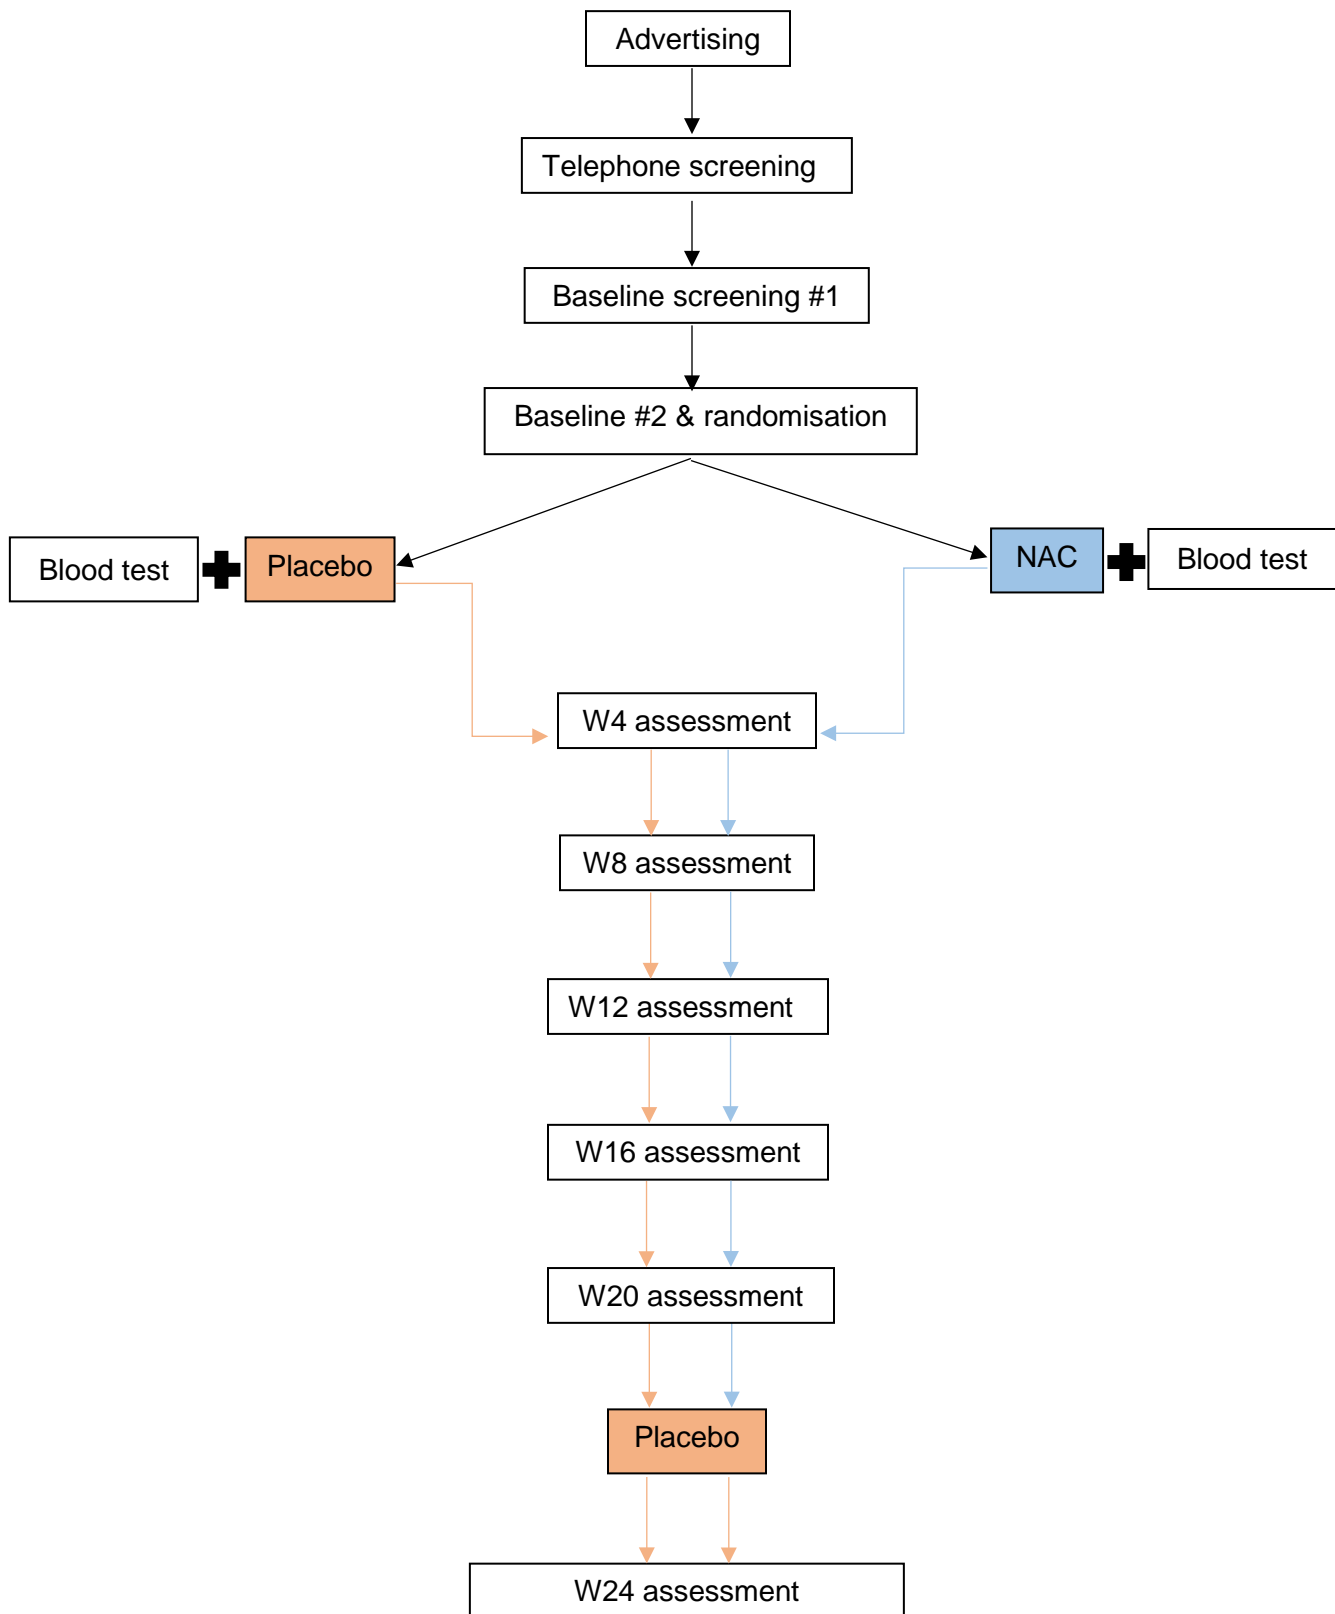 Advertising
Telephone screening
Baseline screening #1
Baseline #2 & randomisation
Blood test
Placebo
NAC
Blood test
W4 assessment
W8 assessment
W12 assessment
W16 assessment
W20 assessment
Placebo
W24 assessment